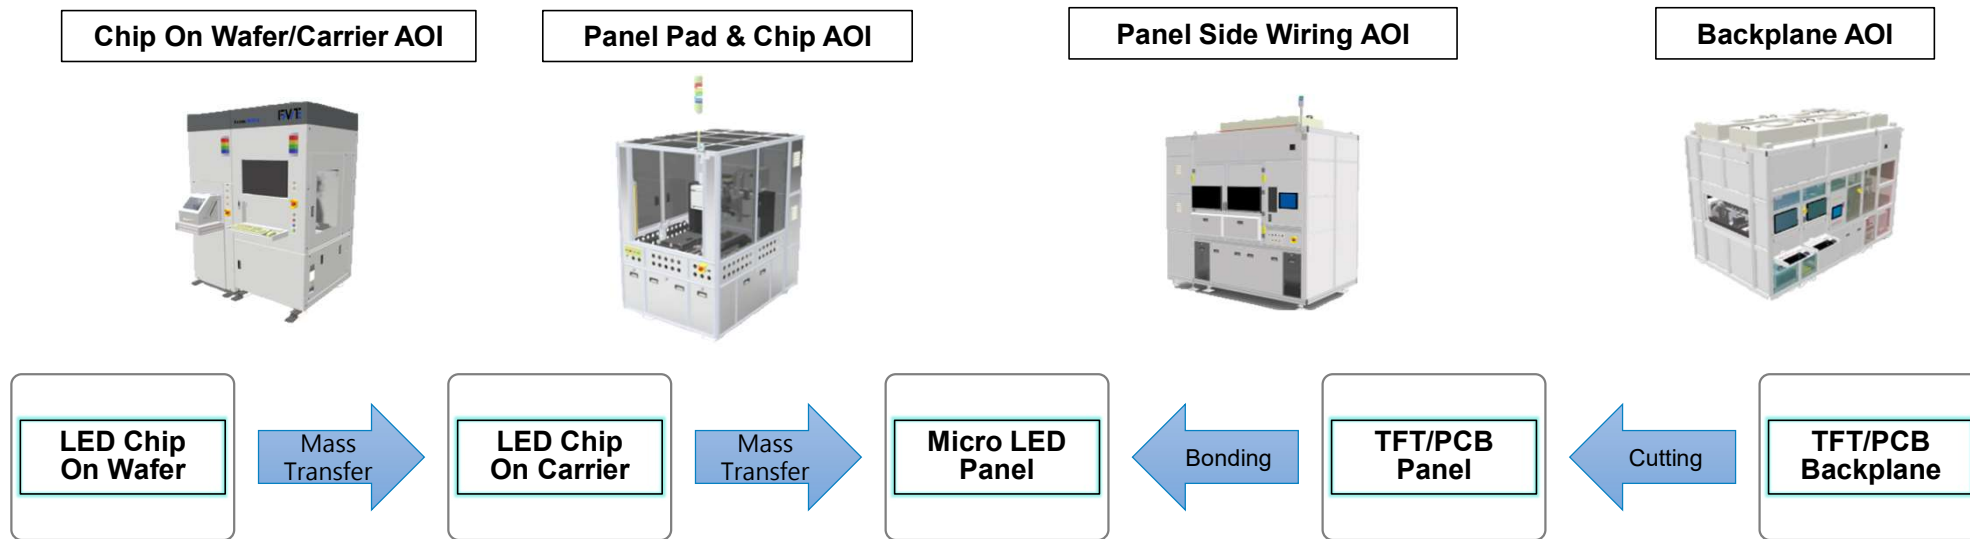 Chip On Wafer/Carrier AOI
Panel Pad & Chip AOI
Panel Side Wiring AOI
Backplane AOI
LED Chip
On Wafer
Mass
Transfer
LED Chip
On Carrier
Mass
Transfer
Micro LED
Panel
Bonding
TFT/PCB
Panel
Cutting
TFT/PCB
Backplane